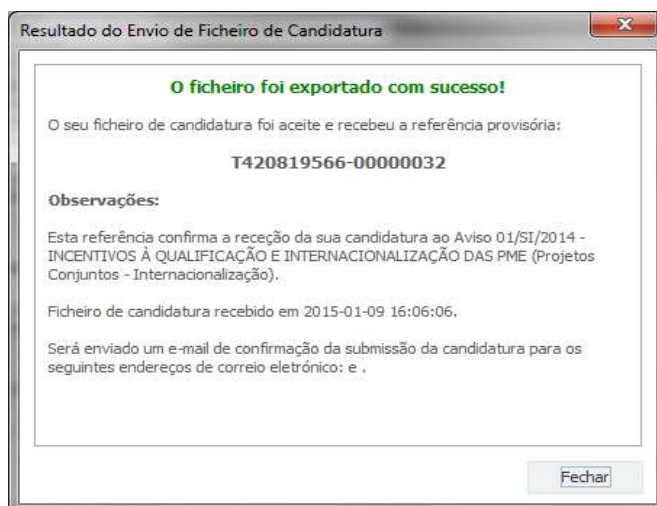 Resultado do Envio de Ficheiro de Candidatura
O ficheiro foi exportado com sucesso!
O seu ficheiro de candidatura foi aceite e recebeu a referência provisória:
T420819566-00000032
Observações:
Esta referência confirma a receção da sua candidatura ao Aviso 01/SI/2014 -
INCENTIVOS À QUALIFICAÇÃO E INTERNACIONALIZAÇÃO DAS PME (Projetos
Conjuntos - Internacionalização).
Ficheiro de candidatura recebido em 2015-01-09 16:06:06.
Será enviado um e-mail de confirmação da submissão da candidatura para os
seguintes endereços de correio eletrónico: e .
Fechar